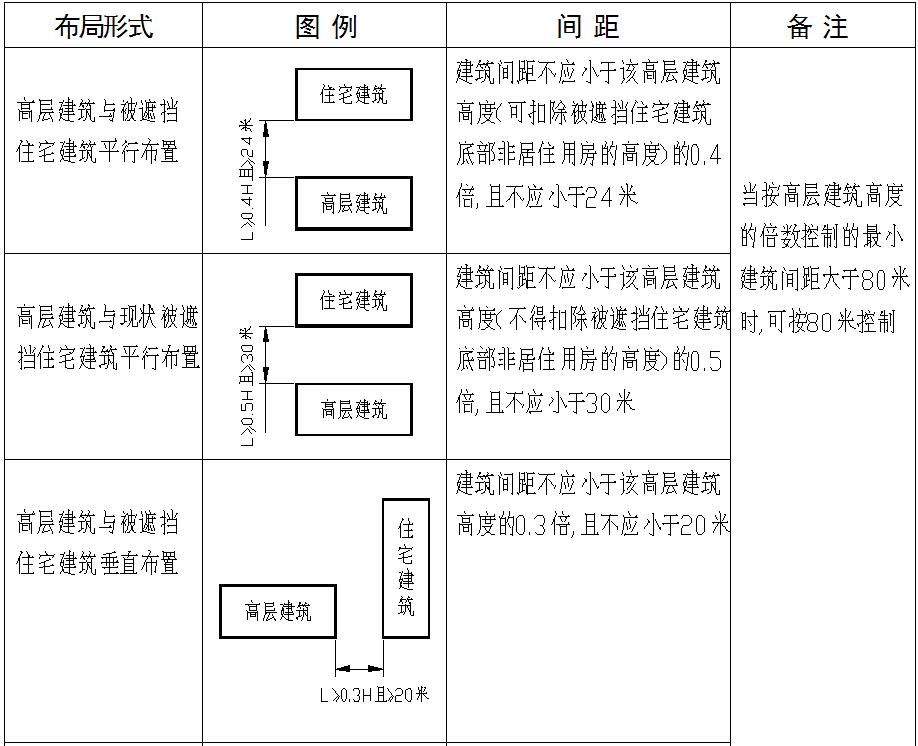 布局形式
图 例
间 距
备 注
高层建筑与被遮挡
住宅建筑平行布置
住宅建筑
L≥0.4H且≥24米
高层建筑
建筑间距不应小于该高层建筑
高度(可扣除被遮挡住宅建筑
底部非居住用房的高度)的0.4
倍,且不应小于24米
当按高层建筑高度
的倍数控制的最小
建筑间距大于80米
时,可按80米控制
高层建筑与现状被遮
挡住宅建筑平行布置
住宅建筑
L≥0.5H且≥30米
高层建筑
建筑间距不应小于该高层建筑
高度(不得扣除被遮挡住宅建筑
底部非居住用房的高度)的0.5
倍,且不应小于30米
高层建筑与被遮挡
住宅建筑垂直布置
住宅建筑
高层建筑
L≥0.3H且≥20米
建筑间距不应小于该高层建筑
高度的0.3倍,且不应小于20米